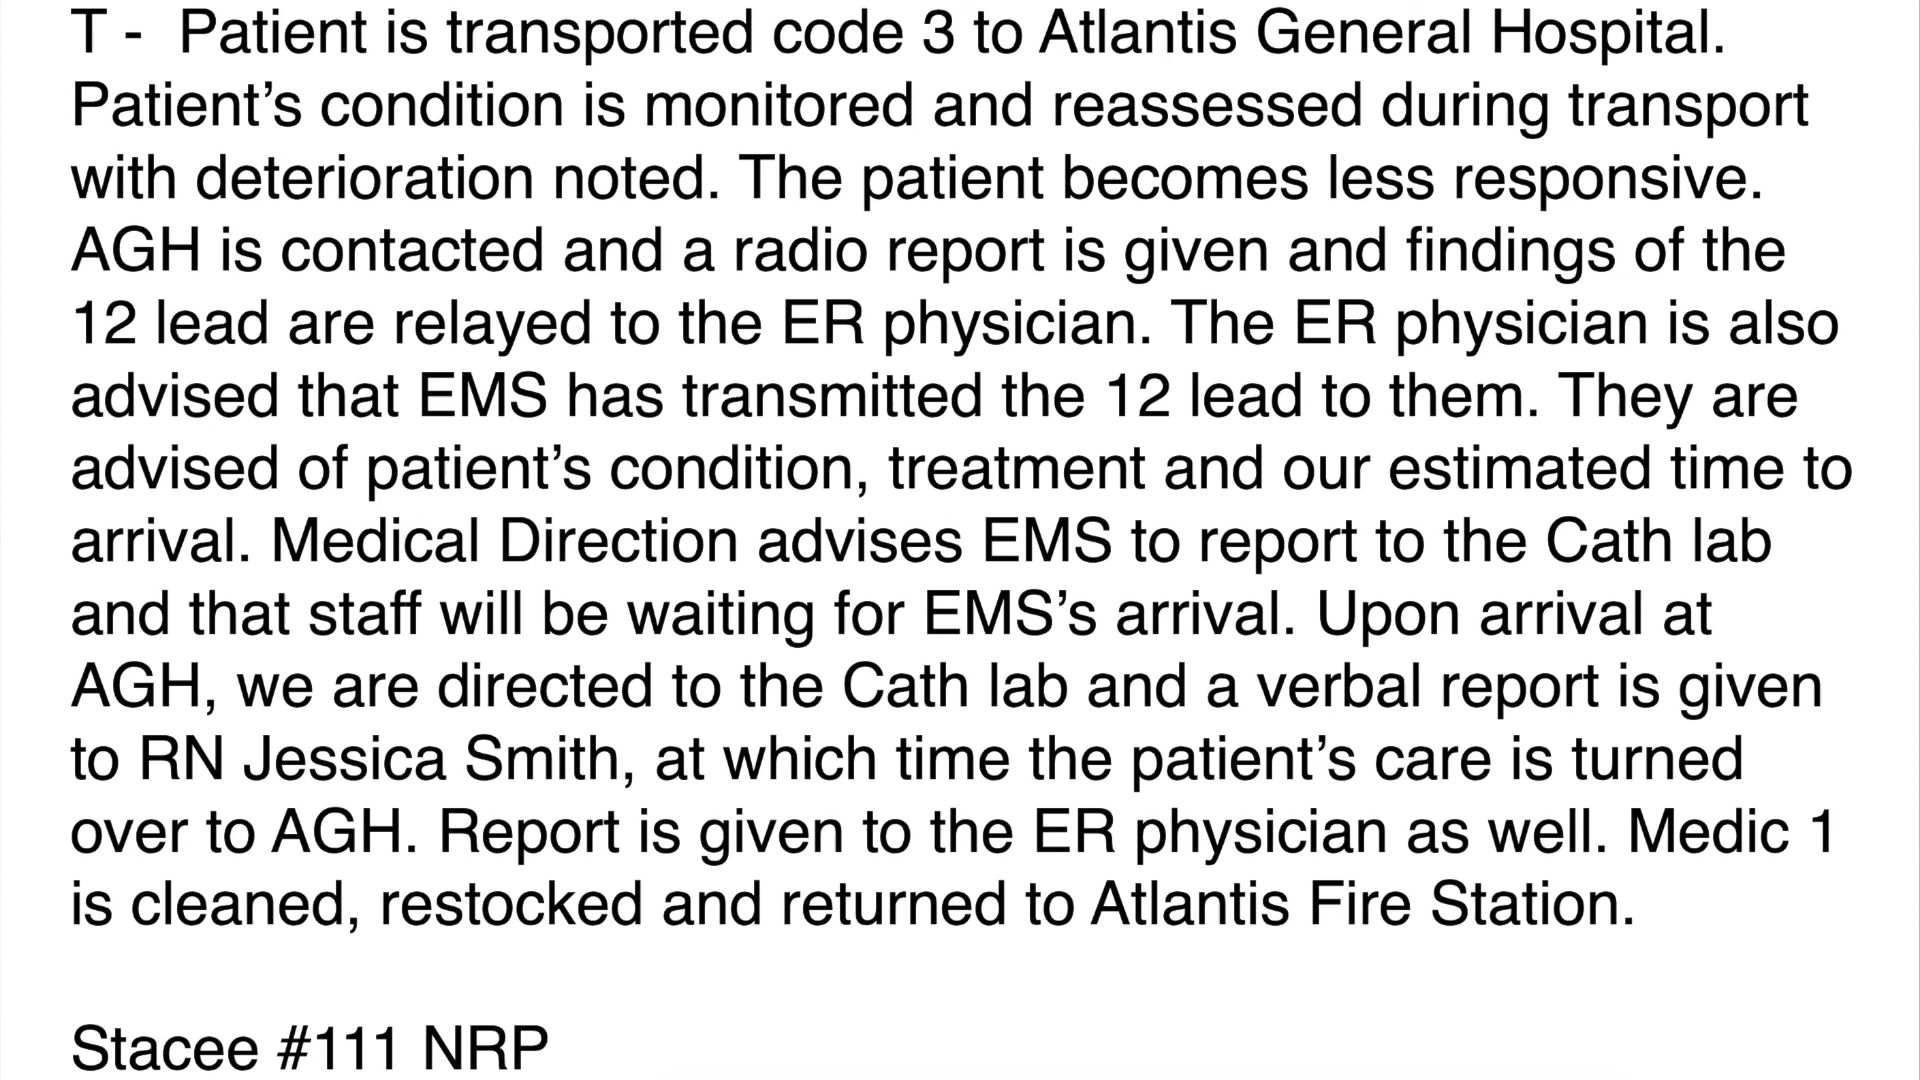 T -  Patient is transported code 3 to Atlantis General Hospital.
Patient’s condition is monitored and reassessed during transport
with deterioration noted. The patient becomes less responsive.
AGH is contacted and a radio report is given and findings of the
12 lead are relayed to the ER physician. The ER physician is also
advised that EMS has transmitted the 12 lead to them. They are
advised of patient’s condition, treatment and our estimated time to
arrival. Medical Direction advises EMS to report to the Cath lab
and that staff will be waiting for EMS’s arrival. Upon arrival at
AGH, we are directed to the Cath lab and a verbal report is given
to RN Jessica Smith, at which time the patient’s care is turned
over to AGH. Report is given to the ER physician as well. Medic 1
is cleaned, restocked and returned to Atlantis Fire Station.
Stacee #111 NRP